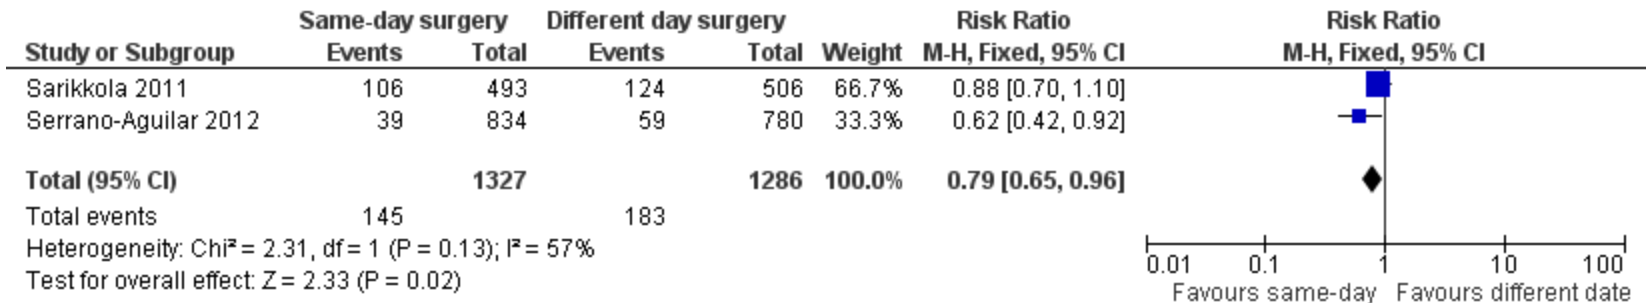 Same-day surgery Different day surgery Risk Ratio Risk Ratio
Study or Subgroup Events Total Events Total Weight M-H, Fixed, 95% CI M-H, Fixed, 95% CI
Sarikkola 2011 106 493 124 506 66.7% 0.88 [0.70, 1.10]
Serrano-Aguilar 2012 39 834 59 780 33.3% 0.62 [0.42, 0.92]
Total (95% CI) 1327 1286 100.0% 0.79 [0.65, 0.96]
Total events 145 183
Heterogeneity: Chi² = 2.31, df = 1 (P = 0.13); I² = 57%
Test for overall effect: Z = 2.33 (P = 0.02)
0.01 0.1 1 10 100
Favours same-day Favours different date